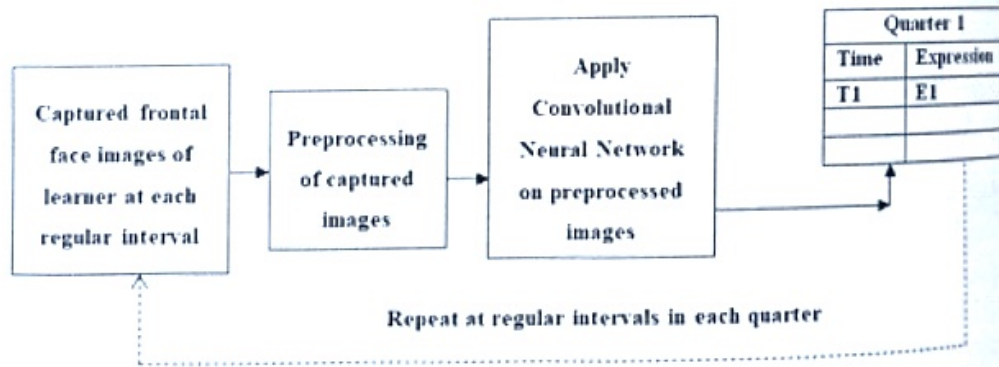 Captured frontal
face images of
learner at each
regular interval
Preprocessing
of captured
images
Apply
Convolutional
Neural Network
on preprocessed
images
Quarter 1
Time Expression
T1 E1
Repeat at regular intervals in each quarter